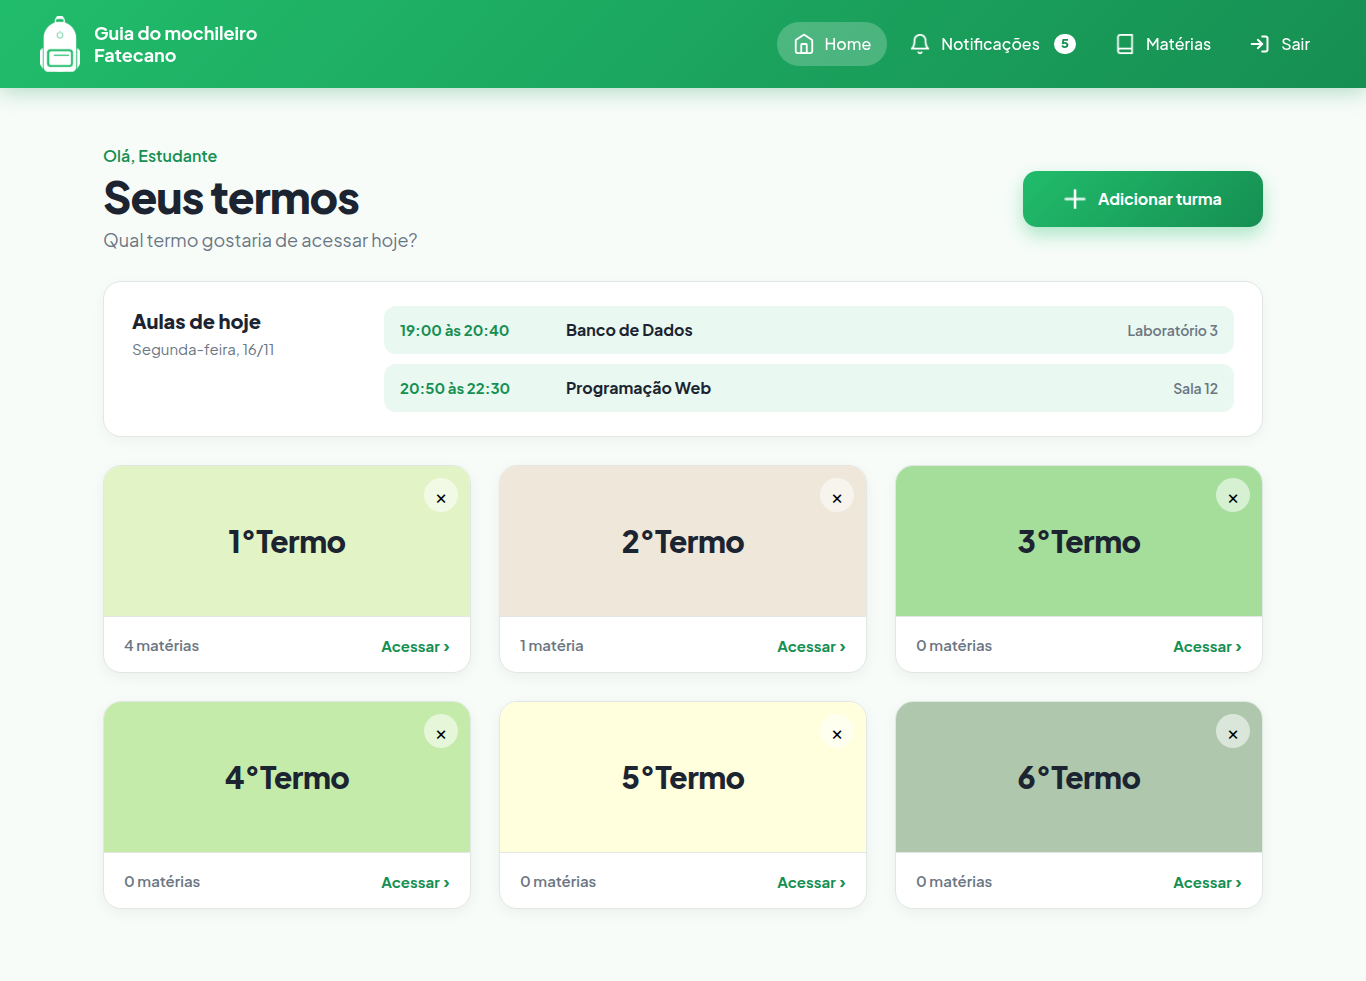 Guia do mochileiro
Fatecano
Home
Notificações 5
Matérias
Sair
Olá, Estudante
Seus termos
Qual termo gostaria de acessar hoje?
Adicionar turma
Aulas de hoje
Segunda-feira, 16/11
19:00 às 20:40 Banco de Dados Laboratório 3
20:50 às 22:30 Programação Web Sala 12
×
1°Termo
4 matérias Acessar ›
×
2°Termo
1 matéria Acessar ›
×
3°Termo
0 matérias Acessar ›
×
4°Termo
0 matérias Acessar ›
×
5°Termo
0 matérias Acessar ›
×
6°Termo
0 matérias Acessar ›